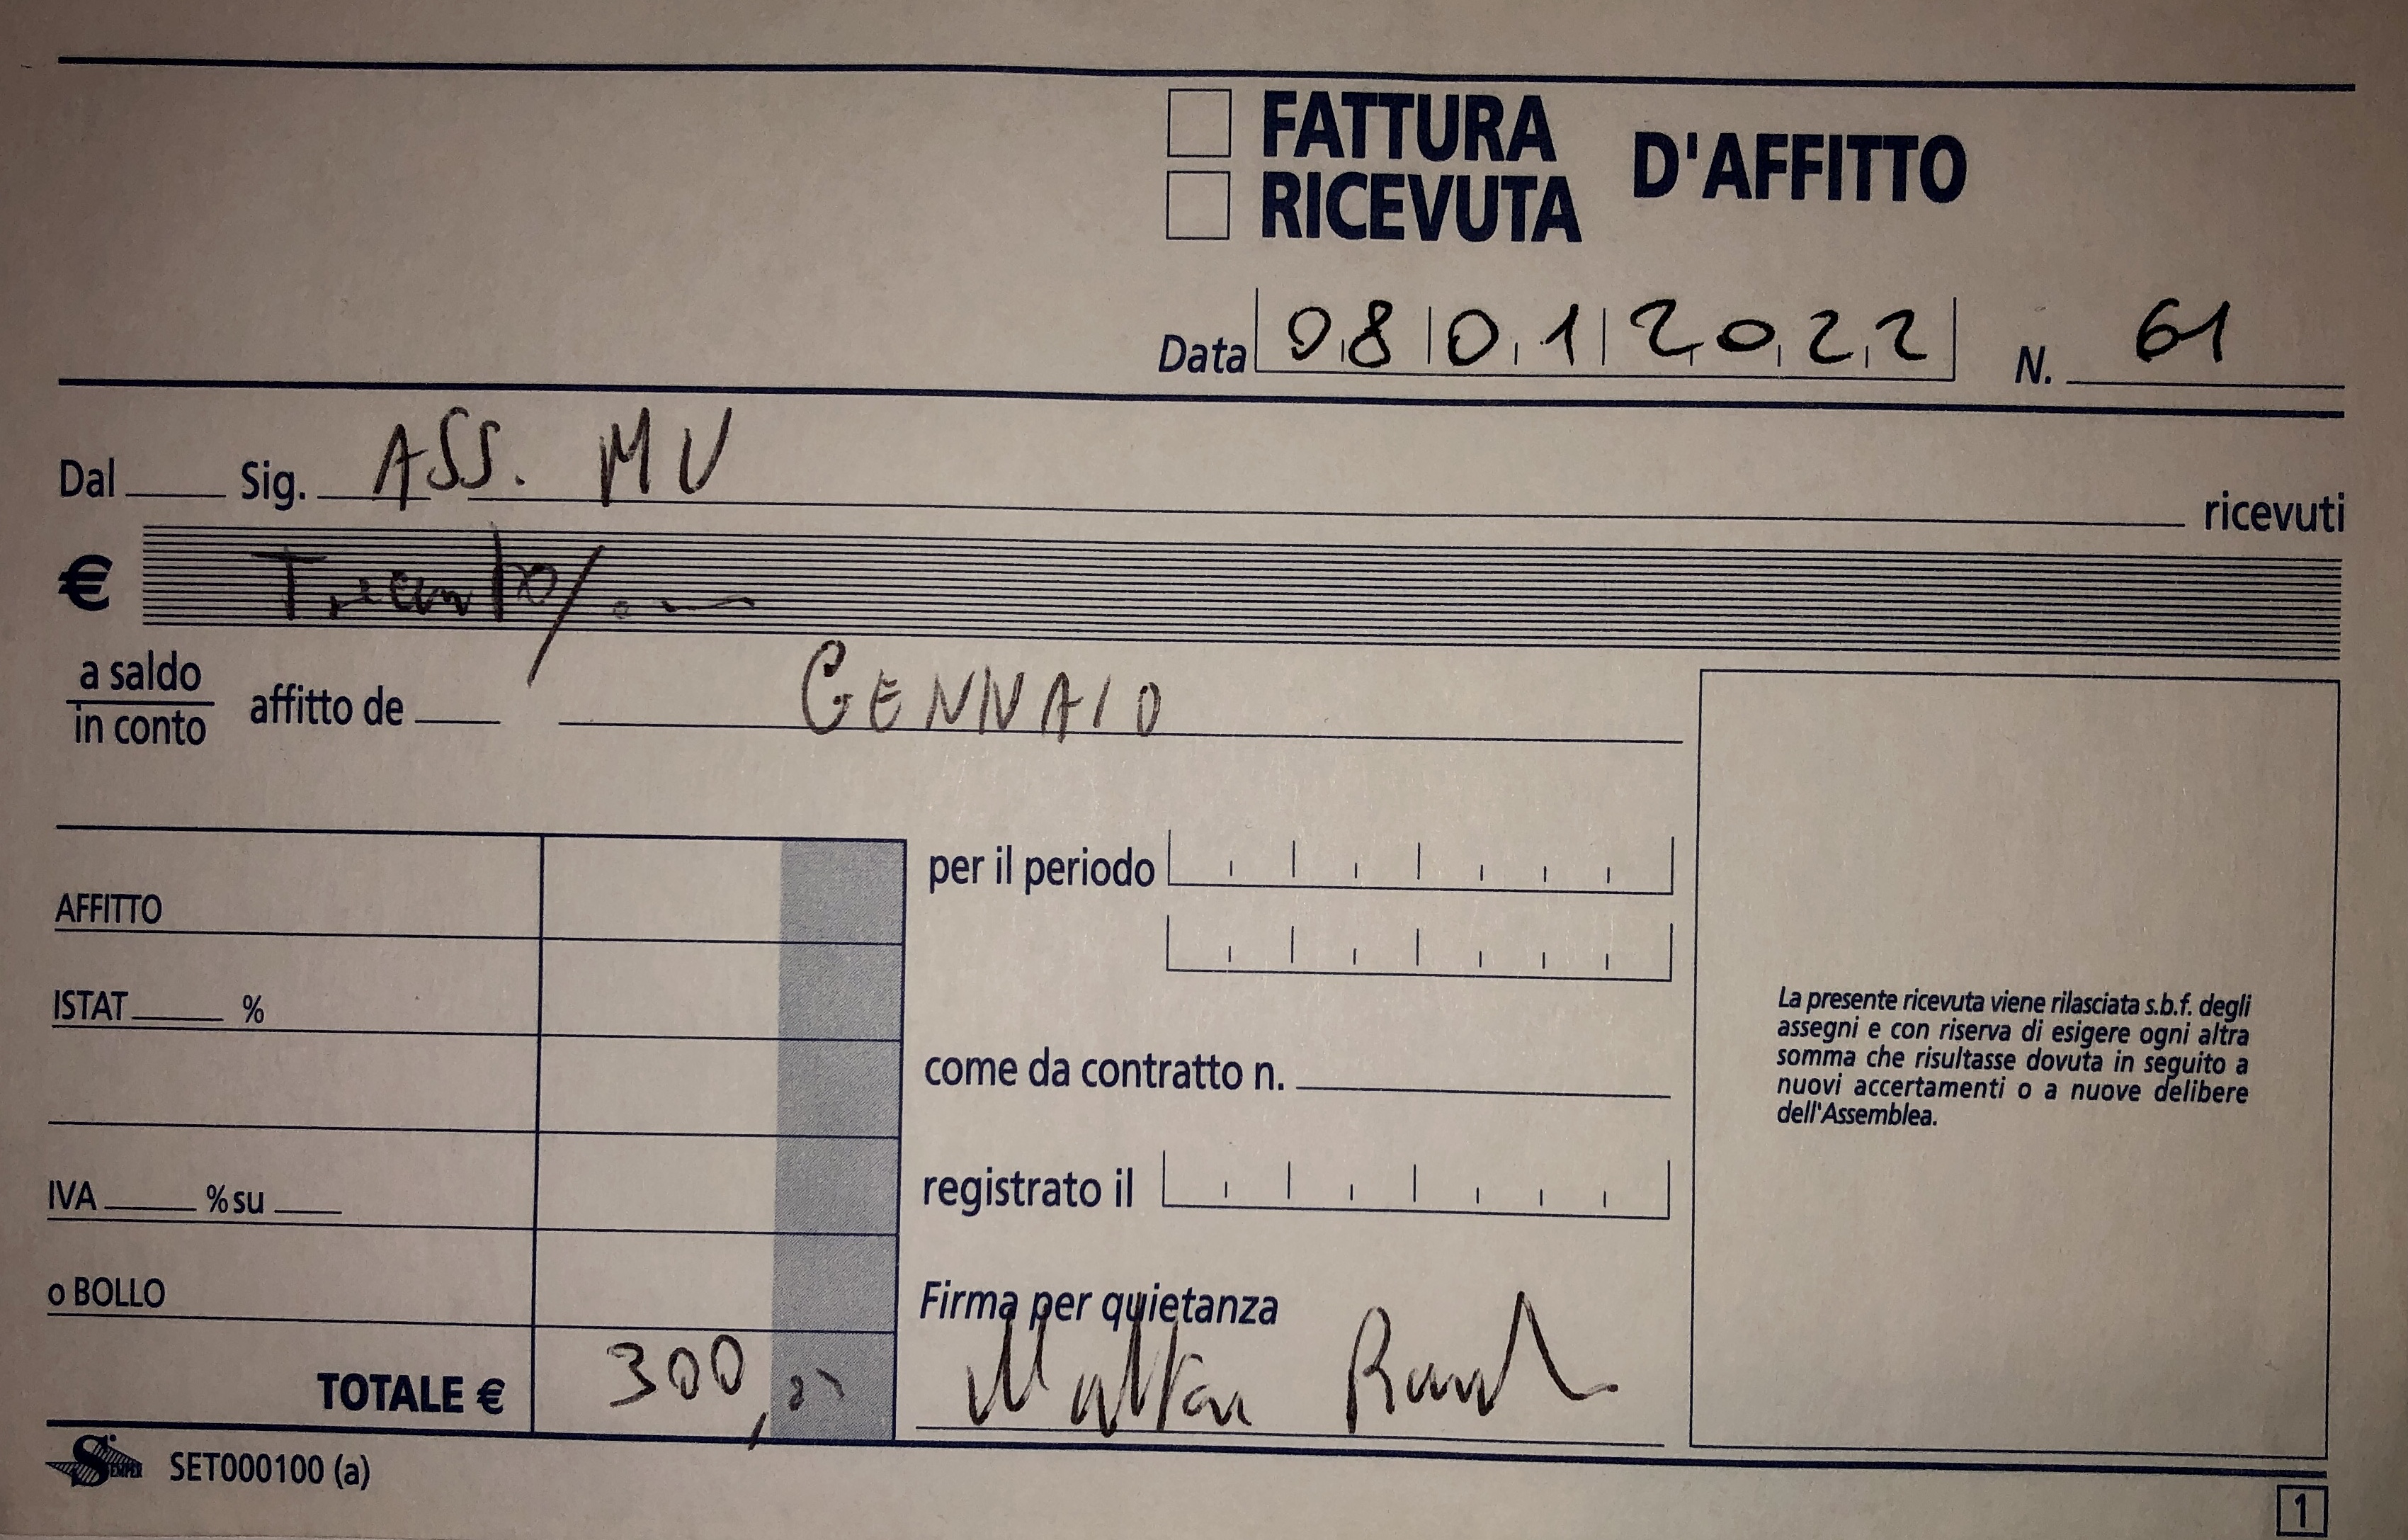 FATTURA
RICEVUTA
D'AFFITTO
Data 08 01 2022 N. 61
Dal Sig. ASS. MU ricevuti
€ Trecento/
a saldo
in conto
affitto de GENNAIO
AFFITTO
ISTAT %
IVA % su
o BOLLO
TOTALE € 300,00
per il periodo
come da contratto n.
registrato il
Firma per quietanza
La presente ricevuta viene rilasciata s.b.f. degli
assegni e con riserva di esigere ogni altra
somma che risultasse dovuta in seguito a
nuovi accertamenti o a nuove delibere
dell'Assemblea.
SEMPER SET000100 (a)
1